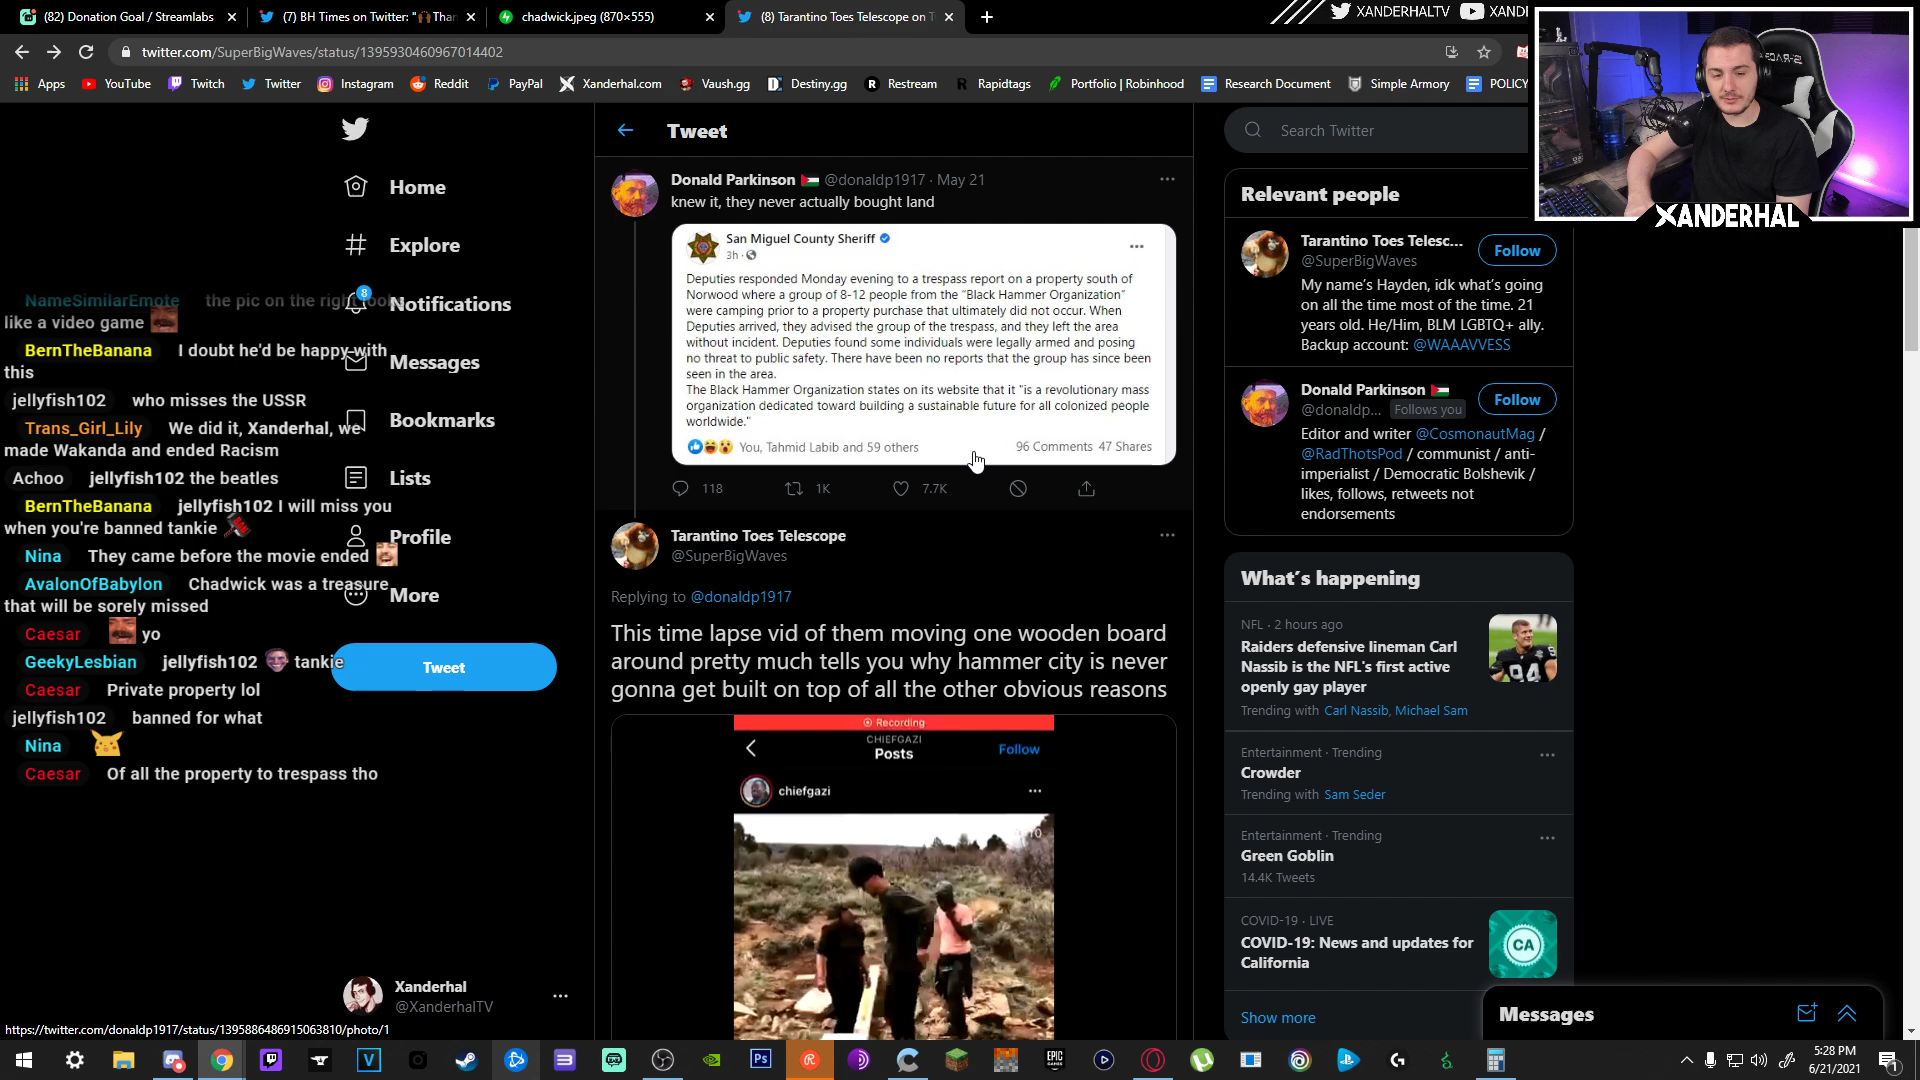 (82) Donation Goal / Streamlabs
(7) BH Times on Twitter: "
chadwick.jpeg (870×555)
(8) Tarantino Toes Telescope on T
XANDERHALTV
XAND
twitter.com/SuperBigWaves/status/1395930460967014402
Apps
YouTube
Twitch
Twitter
Instagram
Reddit
PayPal
Xanderhal.com
Vaush.gg
Destiny.gg
Restream
Rapidtags
Portfolio | Robinhood
Research Document
Simple Armory
POLICY
XANDERHAL
Home
Explore
8
Notifications
Messages
Bookmarks
Lists
Profile
More
Tweet
NameSimilarEmote the pic on the right looks
like a video game
BernTheBanana I doubt he'd be happy with
this
jellyfish102 who misses the USSR
Trans_Girl_Lily We did it, Xanderhal, we
made Wakanda and ended Racism
Achoo jellyfish102 the beatles
BernTheBanana jellyfish102 I will miss you
when you're banned tankie
Nina They came before the movie ended
AvalonOfBabylon Chadwick was a treasure
that will be sorely missed
Caesar yo
GeekyLesbian jellyfish102 tankie
Caesar Private property lol
jellyfish102 banned for what
Nina
Caesar Of all the property to trespass tho
Xanderhal
@XanderhalTV
https://twitter.com/donaldp1917/status/1395886486915063810/photo/1
Tweet
Donald Parkinson @donaldp1917 · May 21
knew it, they never actually bought land
San Miguel County Sheriff
3h ·
Deputies responded Monday evening to a trespass report on a property south of
Norwood where a group of 8-12 people from the "Black Hammer Organization"
were camping prior to a property purchase that ultimately did not occur. When
Deputies arrived, they advised the group of the trespass, and they left the area
without incident. Deputies found some individuals were legally armed and posing
no threat to public safety. There have been no reports that the group has since been
seen in the area.
The Black Hammer Organization states on its website that it "is a revolutionary mass
organization dedicated toward building a sustainable future for all colonized people
worldwide."
You, Tahmid Labib and 59 others
96 Comments 47 Shares
118
1K
7.7K
Tarantino Toes Telescope
@SuperBigWaves
Replying to @donaldp1917
This time lapse vid of them moving one wooden board
around pretty much tells you why hammer city is never
gonna get built on top of all the other obvious reasons
Recording
CHIEFGAZI
Posts
Follow
chiefgazi
Search Twitter
Relevant people
Tarantino Toes Telesc...
@SuperBigWaves
Follow
My name's Hayden, idk what's going
on all the time most of the time. 21
years old. He/Him, BLM LGBTQ+ ally.
Backup account: @WAAAVVESS
Donald Parkinson
@donaldp... Follows you
Follow
Editor and writer @CosmonautMag /
@RadThotsPod / communist / anti-
imperialist / Democratic Bolshevik /
likes, follows, retweets not
endorsements
What's happening
NFL · 2 hours ago
Raiders defensive lineman Carl
Nassib is the NFL's first active
openly gay player
Trending with Carl Nassib, Michael Sam
Entertainment · Trending
Crowder
Trending with Sam Seder
Entertainment · Trending
Green Goblin
14.4K Tweets
COVID-19 · LIVE
COVID-19: News and updates for
California
CA
Show more
Messages
5:28 PM
6/21/2021